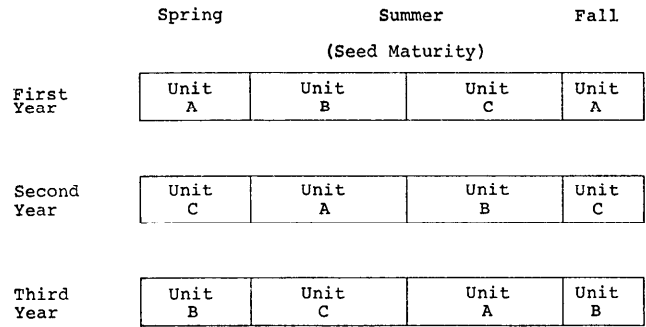 Spring Summer Fall
(Seed Maturity)
First Year Unit A Unit B Unit C Unit A
Second Year Unit C Unit A Unit B Unit C
Third Year Unit B Unit C Unit A Unit B